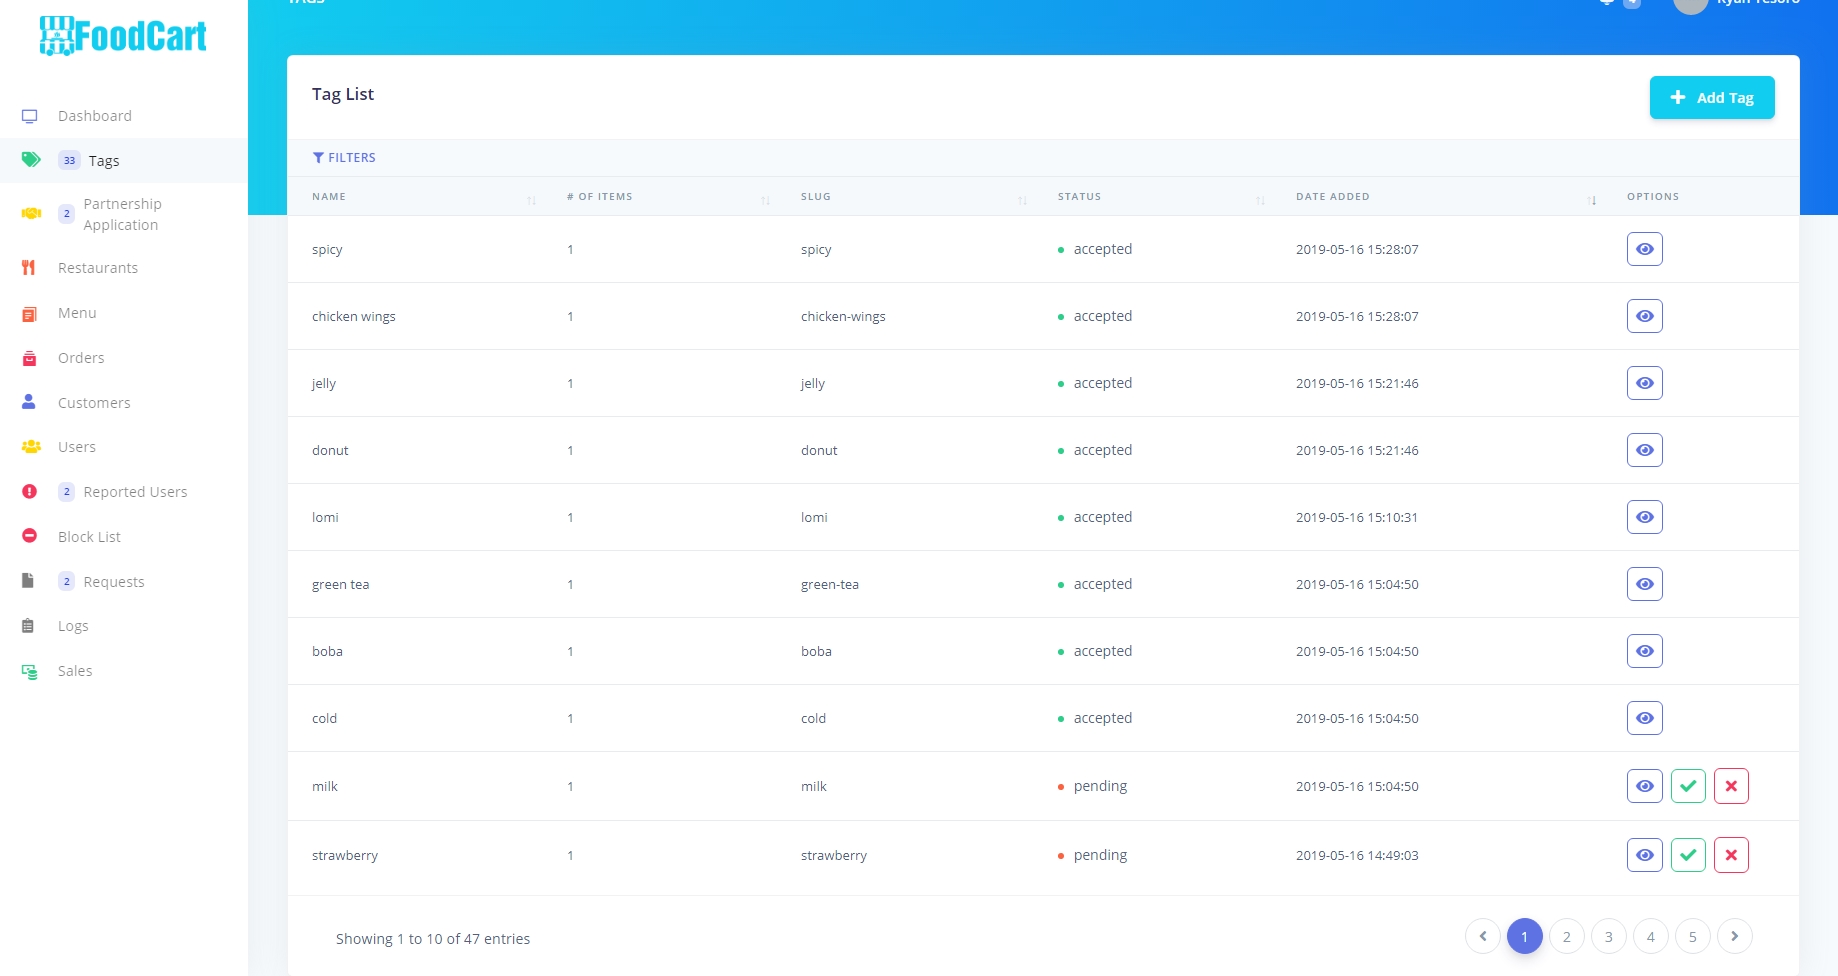 TAGS
4
Ryan Tesoro
FoodCart
Dashboard
33 Tags
2 Partnership Application
Restaurants
Menu
Orders
Customers
Users
2 Reported Users
Block List
2 Requests
Logs
Sales
Tag List
Add Tag
FILTERS
NAME # OF ITEMS SLUG STATUS DATE ADDED OPTIONS
spicy 1 spicy accepted 2019-05-16 15:28:07
chicken wings 1 chicken-wings accepted 2019-05-16 15:28:07
jelly 1 jelly accepted 2019-05-16 15:21:46
donut 1 donut accepted 2019-05-16 15:21:46
lomi 1 lomi accepted 2019-05-16 15:10:31
green tea 1 green-tea accepted 2019-05-16 15:04:50
boba 1 boba accepted 2019-05-16 15:04:50
cold 1 cold accepted 2019-05-16 15:04:50
milk 1 milk pending 2019-05-16 15:04:50
strawberry 1 strawberry pending 2019-05-16 14:49:03
Showing 1 to 10 of 47 entries
1 2 3 4 5